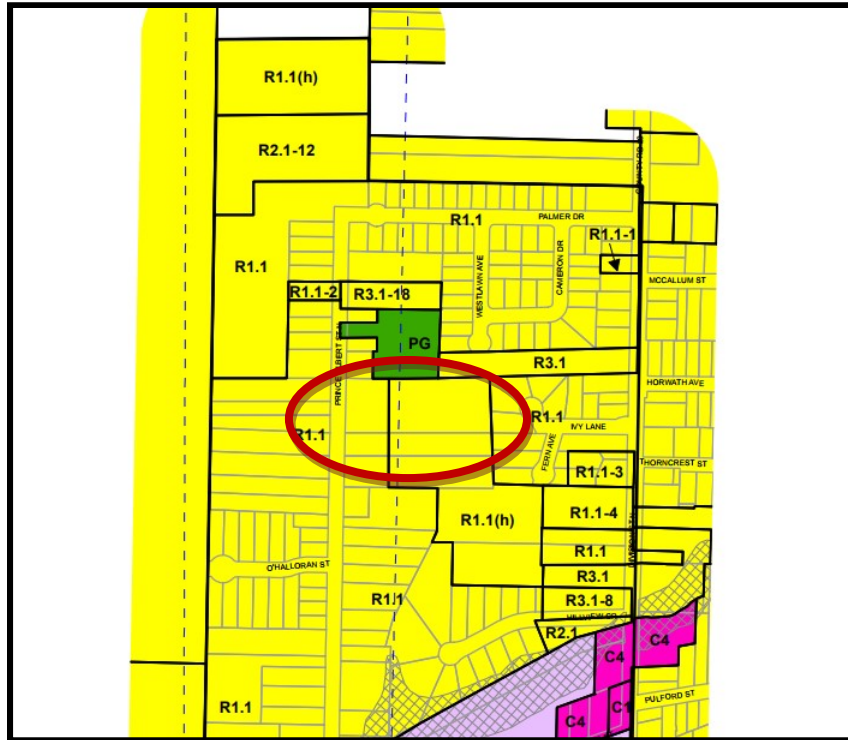 R1.1(h)
R2.1-12
R1.1
PALMER DR
R1.1-1
R1.1
WESTLAWN AVE
CAMERON DR
MCCALLUM ST
R1.1-2
R3.1-18
PG
R3.1
HORWATH AVE
R1.1
R1.1
IVY LANE
FERN AVE
THORNCREST ST
R1.1-3
R1.1(h)
R1.1-4
R1.1
O'HALLORAN ST
R3.1
R1.1
R3.1-8
R2.1
C4
C4
R1.1
C4
C1
PULFORD ST